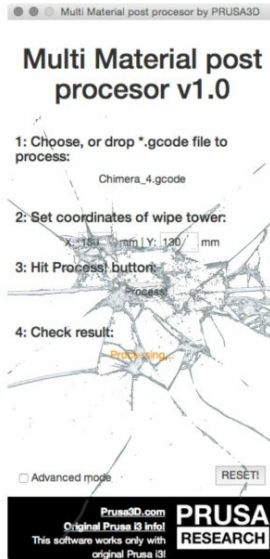 Multi Material post procesor by PRUSA3D
Multi Material post
procesor v1.0
1: Choose, or drop *.gcode file to
process:
Chimera_4.gcode
2: Set coordinates of wipe tower:
X: 180 mm | Y: 130 mm
3: Hit Process! button:
Process!
4: Check result:
Processing...
Advanced mode
RESET!
Prusa3D.com
Original Prusa i3 info!
This software works only with
original Prusa i3!
PRUSA
RESEARCH